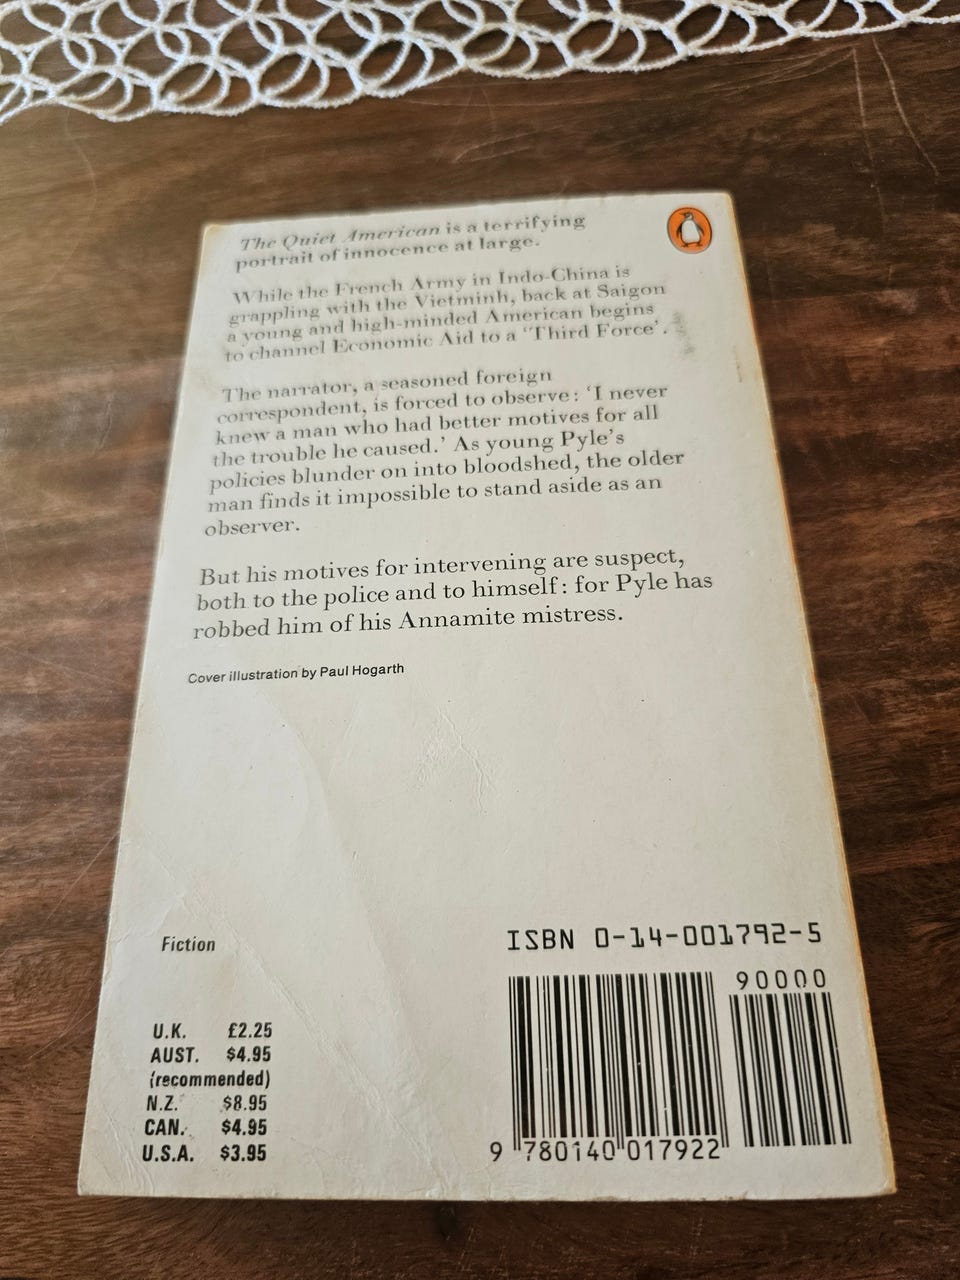 The Quiet American is a terrifying
portrait of innocence at large.
While the French Army in Indo-China is
grappling with the Vietminh, back at Saigon
a young and high-minded American begins
to channel Economic Aid to a 'Third Force'.
The narrator, a seasoned foreign
correspondent, is forced to observe: 'I never
knew a man who had better motives for all
the trouble he caused.' As young Pyle's
policies blunder on into bloodshed, the older
man finds it impossible to stand aside as an
observer.
But his motives for intervening are suspect,
both to the police and to himself: for Pyle has
robbed him of his Annamite mistress.
Cover illustration by Paul Hogarth
Fiction
U.K. £2.25
AUST. $4.95
(recommended)
N.Z. $8.95
CAN. $4.95
U.S.A. $3.95
ISBN 0-14-001792-5
90000
9 780140 017922